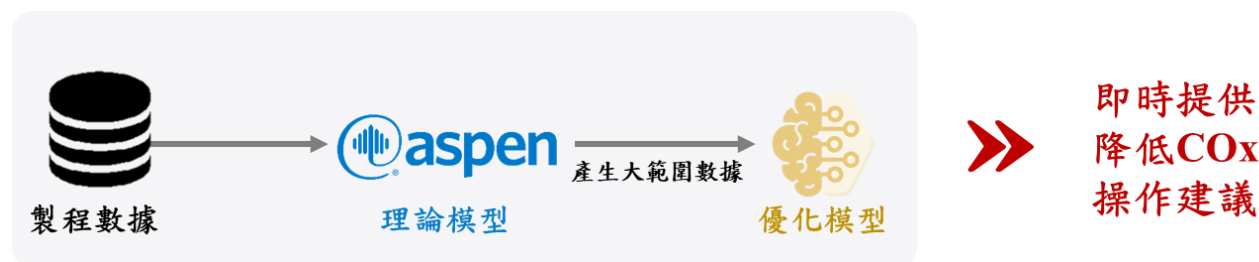 製程數據
aspen
理論模型
產生大範圍數據
優化模型
即時提供
降低COx
操作建議